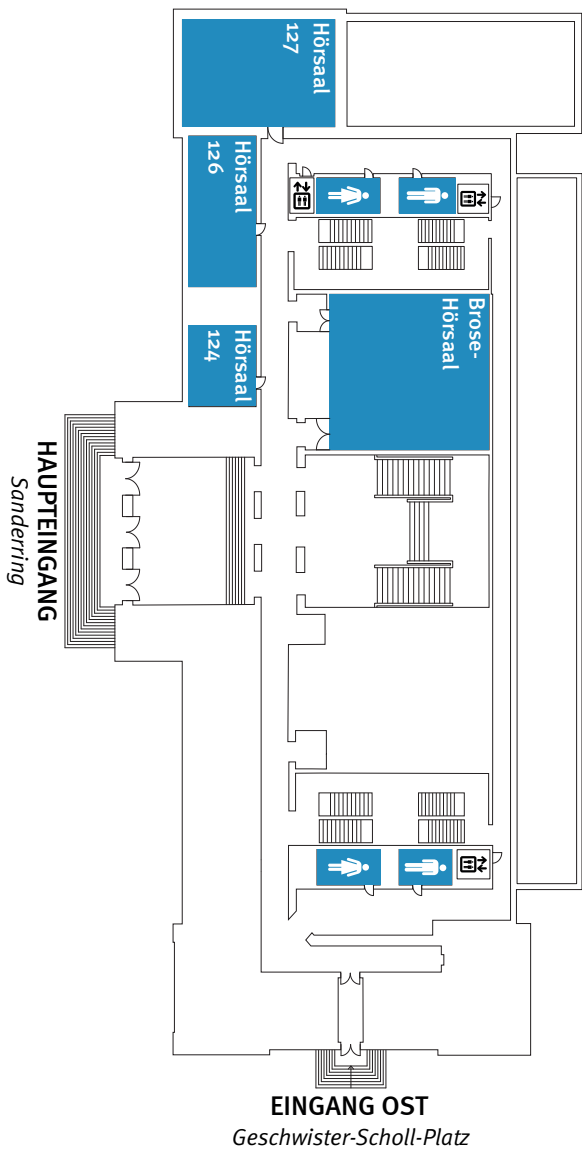 Hörsaal
127
Hörsaal
126
Brose-
Hörsaal
Hörsaal
124
HAUPTEINGANG
Sanderring
EINGANG OST
Geschwister-Scholl-Platz